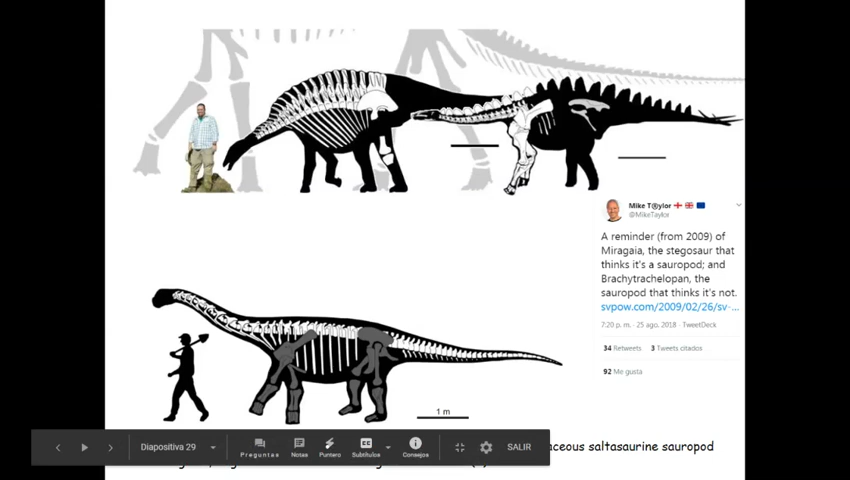 Mike T®ylor
@MikeTaylor
A reminder (from 2009) of
Miragaia, the stegosaur that
thinks it's a sauropod; and
Brachytrachelopan, the
sauropod that thinks it's not.
svpow.com/2009/02/26/sv-...
7:20 p. m. · 25 ago. 2018 · TweetDeck
34 Retweets 3 Tweets citados
92 Me gusta
1 m
Diapositiva 29
Preguntas
Notas
Puntero
Subtítulos
Consejos
SALIR
aceous saltasaurine sauropod